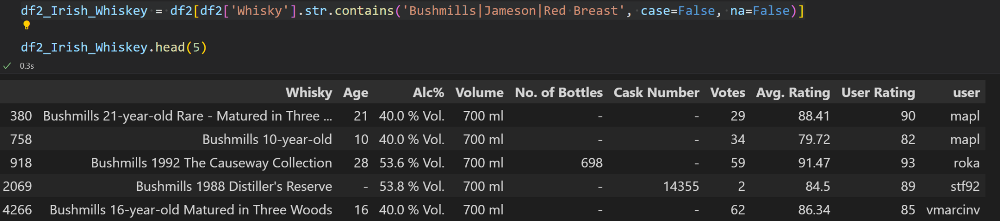 df2_Irish_Whiskey = df2[df2['Whisky'].str.contains('Bushmills|Jameson|Red Breast', case=False, na=False)]
df2_Irish_Whiskey.head(5)
0.3s
Whisky Age Alc% Volume No. of Bottles Cask Number Votes Avg. Rating User Rating user
380 Bushmills 21-year-old Rare - Matured in Three ... 21 40.0 % Vol. 700 ml - - 29 88.41 90 mapl
758 Bushmills 10-year-old 10 40.0 % Vol. 700 ml - - 34 79.72 82 mapl
918 Bushmills 1992 The Causeway Collection 28 53.6 % Vol. 700 ml 698 - 59 91.47 93 roka
2069 Bushmills 1988 Distiller's Reserve - 53.8 % Vol. 700 ml - 14355 2 84.5 89 stf92
4266 Bushmills 16-year-old Matured in Three Woods 16 40.0 % Vol. 700 ml - - 62 86.34 85 vmarcinv